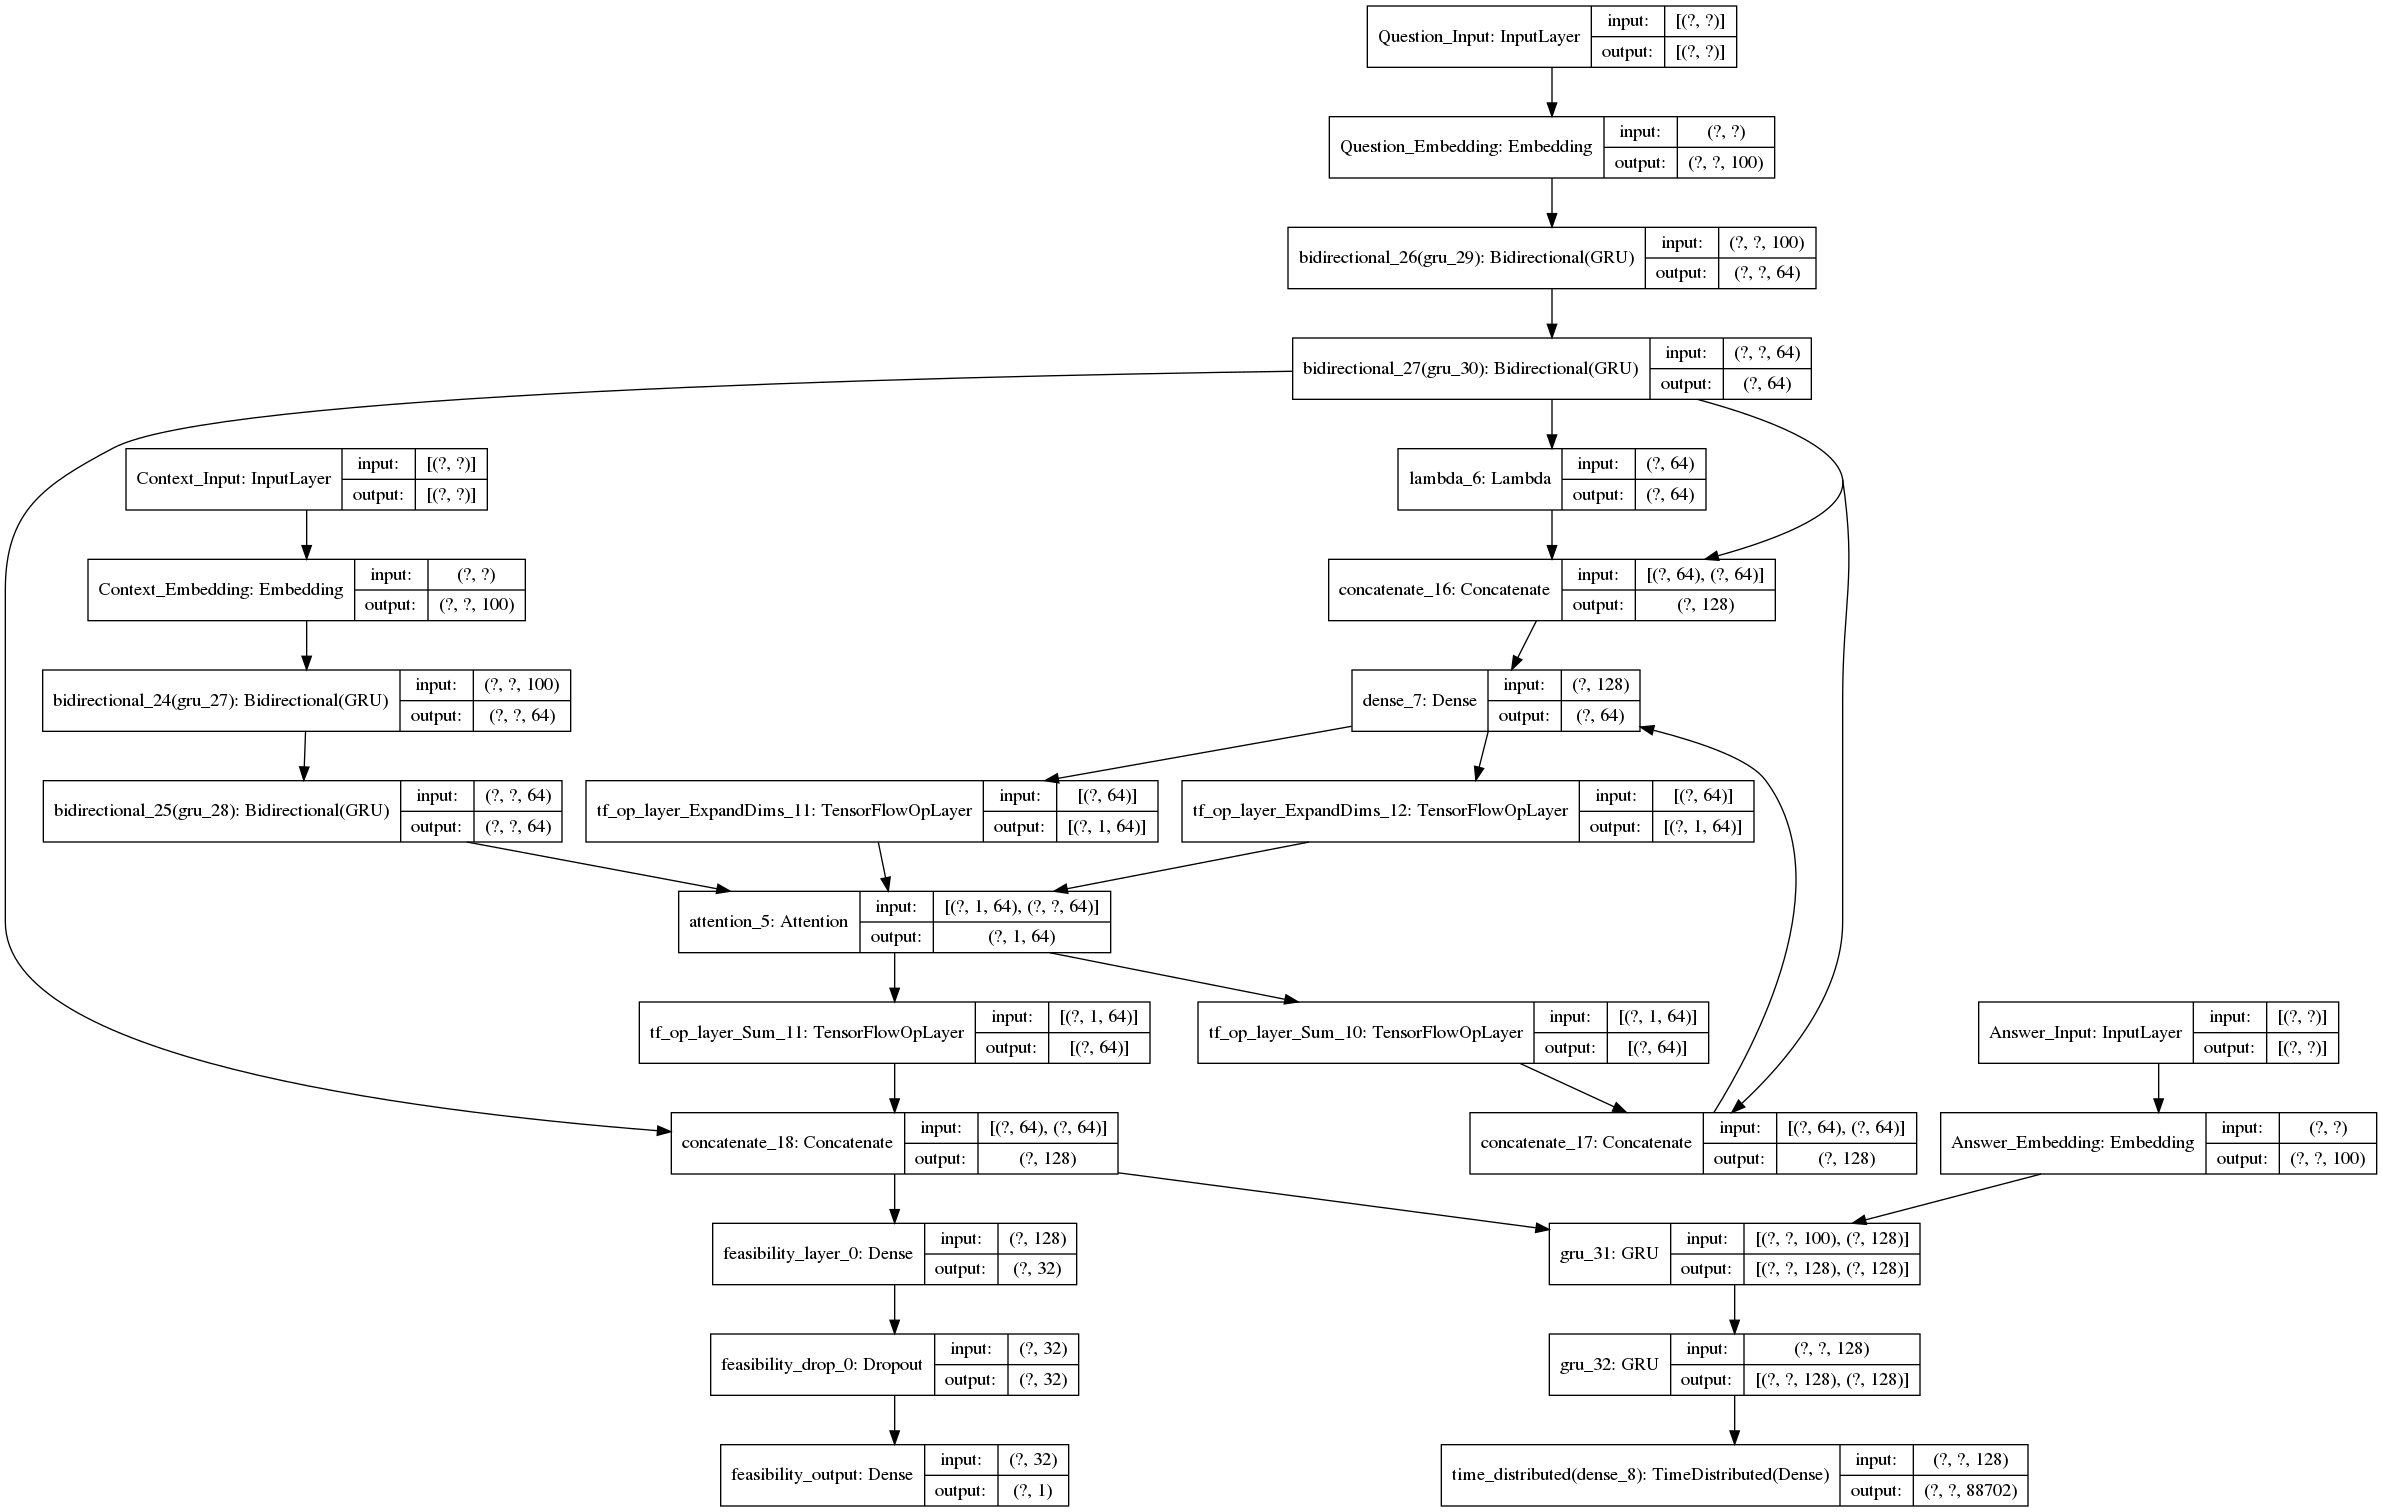 Question_Input: InputLayer
input:
[(?, ?)]
output:
[(?, ?)]
Question_Embedding: Embedding
input:
(?, ?)
output:
(?, ?, 100)
bidirectional_26(gru_29): Bidirectional(GRU)
input:
(?, ?, 100)
output:
(?, ?, 64)
bidirectional_27(gru_30): Bidirectional(GRU)
input:
(?, ?, 64)
output:
(?, 64)
Context_Input: InputLayer
input:
[(?, ?)]
output:
[(?, ?)]
lambda_6: Lambda
input:
(?, 64)
output:
(?, 64)
Context_Embedding: Embedding
input:
(?, ?)
output:
(?, ?, 100)
concatenate_16: Concatenate
input:
[(?, 64), (?, 64)]
output:
(?, 128)
bidirectional_24(gru_27): Bidirectional(GRU)
input:
(?, ?, 100)
output:
(?, ?, 64)
dense_7: Dense
input:
(?, 128)
output:
(?, 64)
bidirectional_25(gru_28): Bidirectional(GRU)
input:
(?, ?, 64)
output:
(?, ?, 64)
tf_op_layer_ExpandDims_11: TensorFlowOpLayer
input:
[(?, 64)]
output:
[(?, 1, 64)]
tf_op_layer_ExpandDims_12: TensorFlowOpLayer
input:
[(?, 64)]
output:
[(?, 1, 64)]
attention_5: Attention
input:
[(?, 1, 64), (?, ?, 64)]
output:
(?, 1, 64)
tf_op_layer_Sum_11: TensorFlowOpLayer
input:
[(?, 1, 64)]
output:
[(?, 64)]
tf_op_layer_Sum_10: TensorFlowOpLayer
input:
[(?, 1, 64)]
output:
[(?, 64)]
Answer_Input: InputLayer
input:
[(?, ?)]
output:
[(?, ?)]
concatenate_18: Concatenate
input:
[(?, 64), (?, 64)]
output:
(?, 128)
concatenate_17: Concatenate
input:
[(?, 64), (?, 64)]
output:
(?, 128)
Answer_Embedding: Embedding
input:
(?, ?)
output:
(?, ?, 100)
feasibility_layer_0: Dense
input:
(?, 128)
output:
(?, 32)
gru_31: GRU
input:
[(?, ?, 100), (?, 128)]
output:
[(?, ?, 128), (?, 128)]
feasibility_drop_0: Dropout
input:
(?, 32)
output:
(?, 32)
gru_32: GRU
input:
(?, ?, 128)
output:
[(?, ?, 128), (?, 128)]
feasibility_output: Dense
input:
(?, 32)
output:
(?, 1)
time_distributed(dense_8): TimeDistributed(Dense)
input:
(?, ?, 128)
output:
(?, ?, 88702)